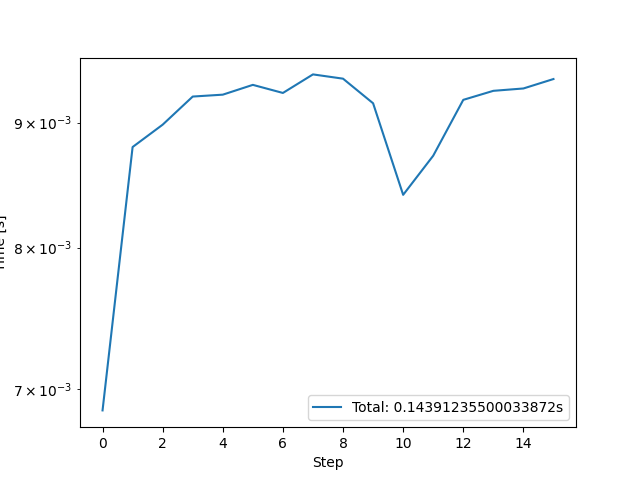 9 × 10⁻³
8 × 10⁻³
7 × 10⁻³
[s]
0 2 4 6 8 10 12 14
Step
Total: 0.14391235500033872s